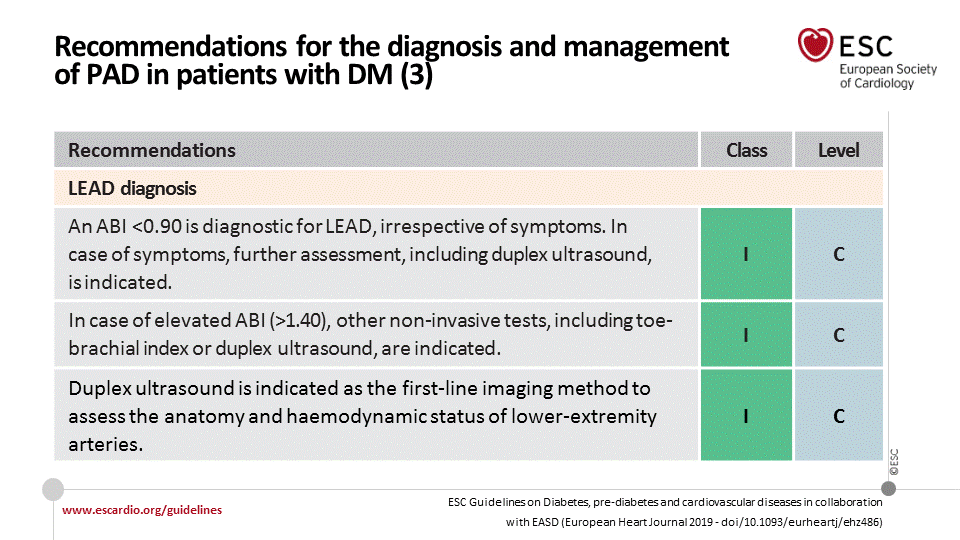 Recommendations for the diagnosis and management
of PAD in patients with DM (3)
ESC
European Society
of Cardiology
Recommendations Class Level
LEAD diagnosis
An ABI <0.90 is diagnostic for LEAD, irrespective of symptoms. In
case of symptoms, further assessment, including duplex ultrasound,
is indicated.
I C
In case of elevated ABI (>1.40), other non-invasive tests, including toe-
brachial index or duplex ultrasound, are indicated.
I C
Duplex ultrasound is indicated as the first-line imaging method to
assess the anatomy and haemodynamic status of lower-extremity
arteries.
I C
©ESC
www.escardio.org/guidelines
ESC Guidelines on Diabetes, pre-diabetes and cardiovascular diseases in collaboration
with EASD (European Heart Journal 2019 - doi/10.1093/eurheartj/ehz486)